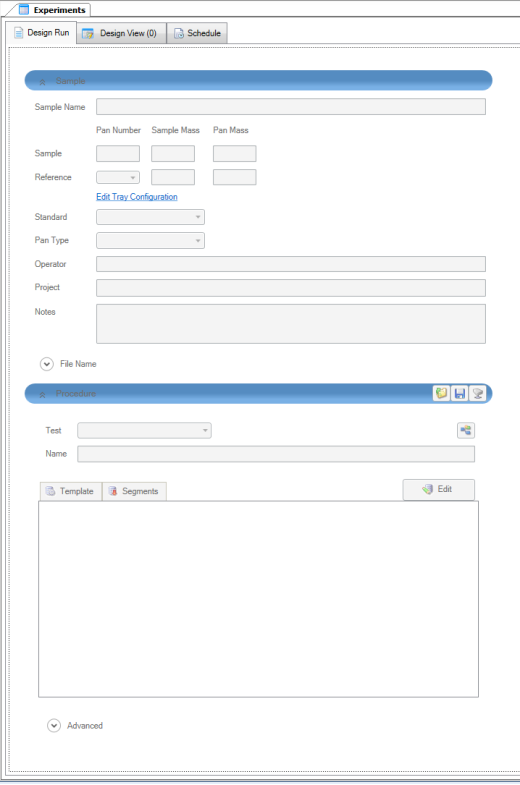 Experiments
Design Run Design View (0) Schedule
Sample
Sample Name
Pan Number Sample Mass Pan Mass
Sample
Reference
Edit Tray Configuration
Standard
Pan Type
Operator
Project
Notes
File Name
Procedure
Test
Name
Template Segments Edit
Advanced